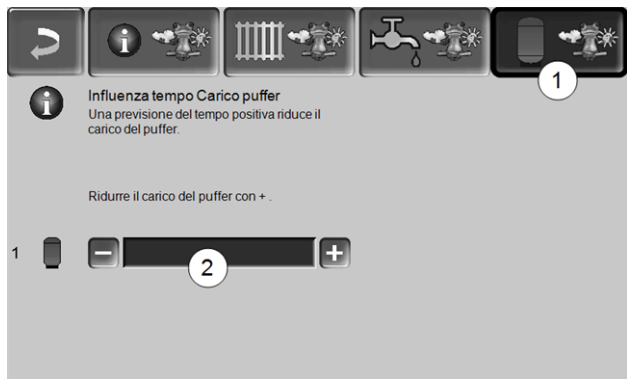 1
Influenza tempo Carico puffer
Una previsione del tempo positiva riduce il
carico del puffer.
Ridurre il carico del puffer con + .
1
2